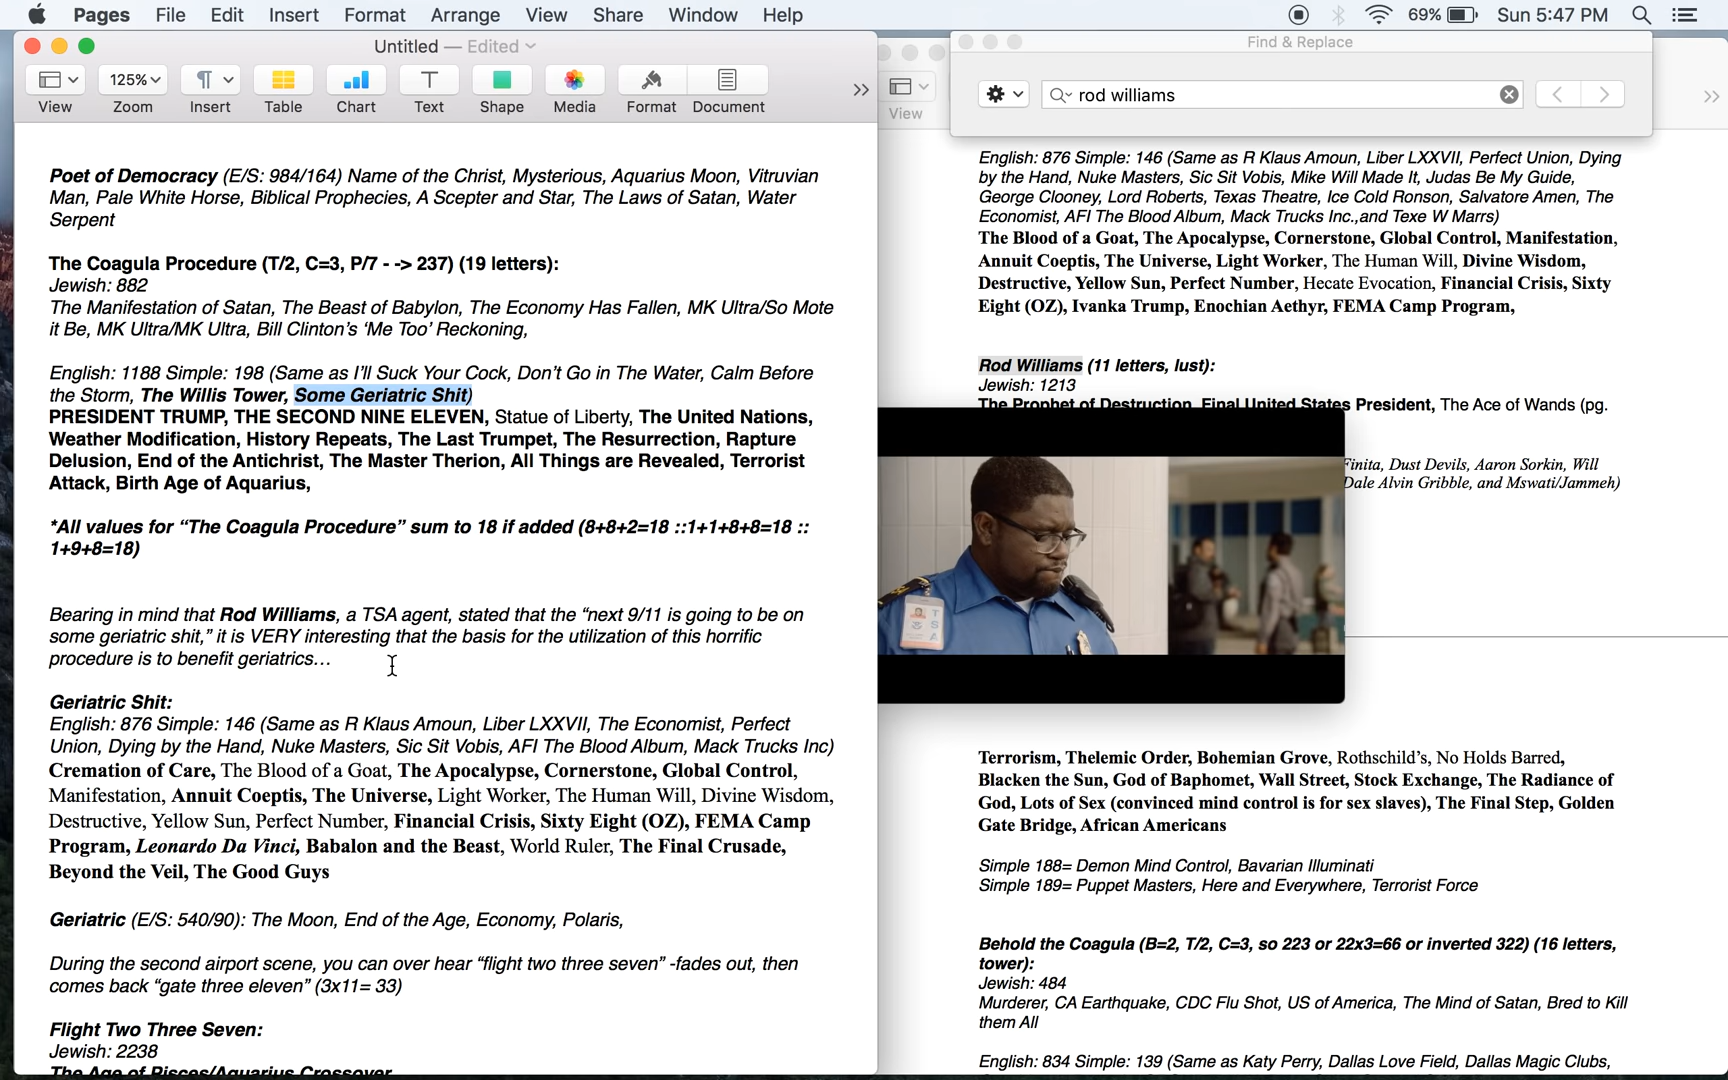 Pages File Edit Insert Format Arrange View Share Window Help 69% Sun 5:47 PM
Untitled — Edited
125%
View Zoom Insert Table Chart Text Shape Media Format Document
Poet of Democracy (E/S: 984/164) Name of the Christ, Mysterious, Aquarius Moon, Vitruvian
Man, Pale White Horse, Biblical Prophecies, A Scepter and Star, The Laws of Satan, Water
Serpent
The Coagula Procedure (T/2, C=3, P/7 - -> 237) (19 letters):
Jewish: 882
The Manifestation of Satan, The Beast of Babylon, The Economy Has Fallen, MK Ultra/So Mote
it Be, MK Ultra/MK Ultra, Bill Clinton's 'Me Too' Reckoning,
English: 1188 Simple: 198 (Same as I'll Suck Your Cock, Don't Go in The Water, Calm Before
the Storm, The Willis Tower, Some Geriatric Shit)
PRESIDENT TRUMP, THE SECOND NINE ELEVEN, Statue of Liberty, The United Nations,
Weather Modification, History Repeats, The Last Trumpet, The Resurrection, Rapture
Delusion, End of the Antichrist, The Master Therion, All Things are Revealed, Terrorist
Attack, Birth Age of Aquarius,
*All values for “The Coagula Procedure” sum to 18 if added (8+8+2=18 ::1+1+8+8=18 ::
1+9+8=18)
Bearing in mind that Rod Williams, a TSA agent, stated that the “next 9/11 is going to be on
some geriatric shit,” it is VERY interesting that the basis for the utilization of this horrific
procedure is to benefit geriatrics…
Geriatric Shit:
English: 876 Simple: 146 (Same as R Klaus Amoun, Liber LXXVII, The Economist, Perfect
Union, Dying by the Hand, Nuke Masters, Sic Sit Vobis, AFI The Blood Album, Mack Trucks Inc)
Cremation of Care, The Blood of a Goat, The Apocalypse, Cornerstone, Global Control,
Manifestation, Annuit Coeptis, The Universe, Light Worker, The Human Will, Divine Wisdom,
Destructive, Yellow Sun, Perfect Number, Financial Crisis, Sixty Eight (OZ), FEMA Camp
Program, Leonardo Da Vinci, Babalon and the Beast, World Ruler, The Final Crusade,
Beyond the Veil, The Good Guys
Geriatric (E/S: 540/90): The Moon, End of the Age, Economy, Polaris,
During the second airport scene, you can over hear “flight two three seven” -fades out, then
comes back “gate three eleven” (3x11= 33)
Flight Two Three Seven:
Jewish: 2238
The Age of Pisces/Aquarius Crossover
View
Find & Replace
rod williams
English: 876 Simple: 146 (Same as R Klaus Amoun, Liber LXXVII, Perfect Union, Dying
by the Hand, Nuke Masters, Sic Sit Vobis, Mike Will Made It, Judas Be My Guide,
George Clooney, Lord Roberts, Texas Theatre, Ice Cold Ronson, Salvatore Amen, The
Economist, AFI The Blood Album, Mack Trucks Inc.,and Texe W Marrs)
The Blood of a Goat, The Apocalypse, Cornerstone, Global Control, Manifestation,
Annuit Coeptis, The Universe, Light Worker, The Human Will, Divine Wisdom,
Destructive, Yellow Sun, Perfect Number, Hecate Evocation, Financial Crisis, Sixty
Eight (OZ), Ivanka Trump, Enochian Aethyr, FEMA Camp Program,
Rod Williams (11 letters, lust):
Jewish: 1213
The Prophet of Destruction, Final United States President, The Ace of Wands (pg.
Finita, Dust Devils, Aaron Sorkin, Will
Dale Alvin Gribble, and Mswati/Jammeh)
TSA
Terrorism, Thelemic Order, Bohemian Grove, Rothschild's, No Holds Barred,
Blacken the Sun, God of Baphomet, Wall Street, Stock Exchange, The Radiance of
God, Lots of Sex (convinced mind control is for sex slaves), The Final Step, Golden
Gate Bridge, African Americans
Simple 188= Demon Mind Control, Bavarian Illuminati
Simple 189= Puppet Masters, Here and Everywhere, Terrorist Force
Behold the Coagula (B=2, T/2, C=3, so 223 or 22x3=66 or inverted 322) (16 letters,
tower):
Jewish: 484
Murderer, CA Earthquake, CDC Flu Shot, US of America, The Mind of Satan, Bred to Kill
them All
English: 834 Simple: 139 (Same as Katy Perry, Dallas Love Field, Dallas Magic Clubs,